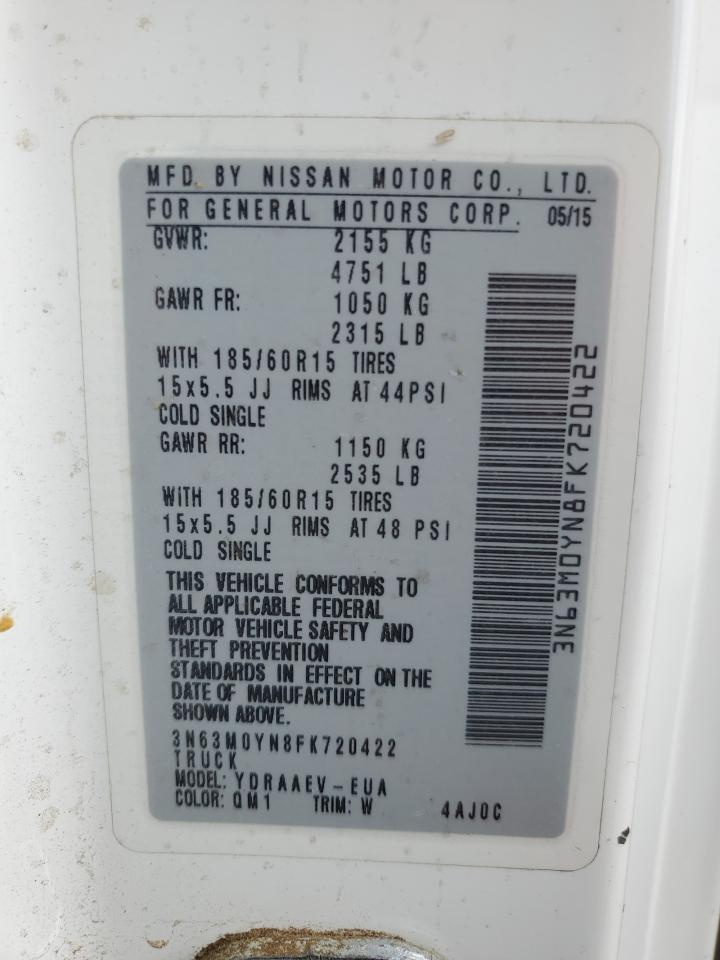 MFD. BY NISSAN MOTOR CO., LTD.
FOR GENERAL MOTORS CORP. 05/15
GVWR: 2155 KG
4751 LB
GAWR FR: 1050 KG
2315 LB
WITH 185/60R15 TIRES
15x5.5 JJ RIMS AT 44PSI
COLD SINGLE
GAWR RR: 1150 KG
2535 LB
WITH 185/60R15 TIRES
15x5.5 JJ RIMS AT 48 PSI
COLD SINGLE
THIS VEHICLE CONFORMS TO
ALL APPLICABLE FEDERAL
MOTOR VEHICLE SAFETY AND
THEFT PREVENTION
STANDARDS IN EFFECT ON THE
DATE OF MANUFACTURE
SHOWN ABOVE.
3N63M0YN8FK720422
TRUCK
MODEL: YDRAAEV-EUA
COLOR: QM1 TRIM: W 4AJ0C
3N63M0YN8FK720422